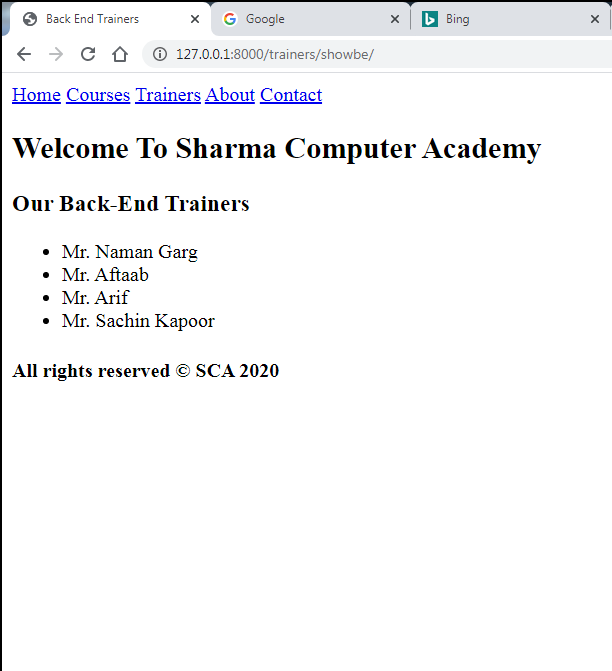 Back End Trainers
Google
Bing
127.0.0.1:8000/trainers/showbe/
Home Courses Trainers About Contact
Welcome To Sharma Computer Academy
Our Back-End Trainers
Mr. Naman Garg
Mr. Aftaab
Mr. Arif
Mr. Sachin Kapoor
All rights reserved © SCA 2020